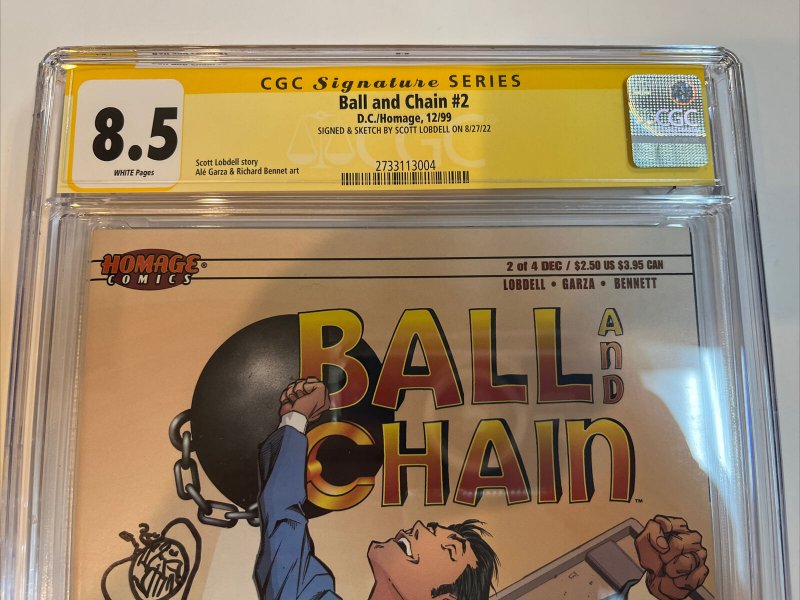 CGC Signature SERIES
Ball and Chain #2
D.C./Homage, 12/99
SIGNED & SKETCH BY SCOTT LOBDELL ON 8/27/22
8.5
WHITE Pages
Scott Lobdell story
Alé Garza & Richard Bennet art
2733113004
CGC
CGC
HOMAGE®
COMICS
2 of 4 DEC / $2.50 US $3.95 CAN
LOBDELL • GARZA • BENNETT
BALL AND
CHAIN™